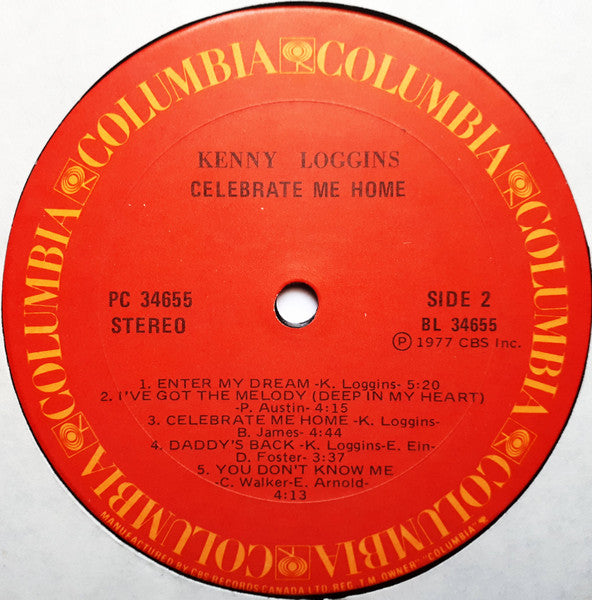 COLUMBIA COLUMBIA COLUMBIA COLUMBIA COLUMBIA COLUMBIA
KENNY LOGGINS
CELEBRATE ME HOME
PC 34655
STEREO
SIDE 2
BL 34655
Ⓟ 1977 CBS Inc.
1. ENTER MY DREAM -K. Loggins- 5:20
2. I'VE GOT THE MELODY (DEEP IN MY HEART)
-P. Austin- 4:15
3. CELEBRATE ME HOME -K. Loggins-
B. James- 4:44
4. DADDY'S BACK -K. Loggins-E. Ein-
D. Foster- 3:37
5. YOU DON'T KNOW ME
-C. Walker-E. Arnold-
4:13
MANUFACTURED BY CBS RECORDS CANADA LTD. REG. T.M. OWNER "COLUMBIA"